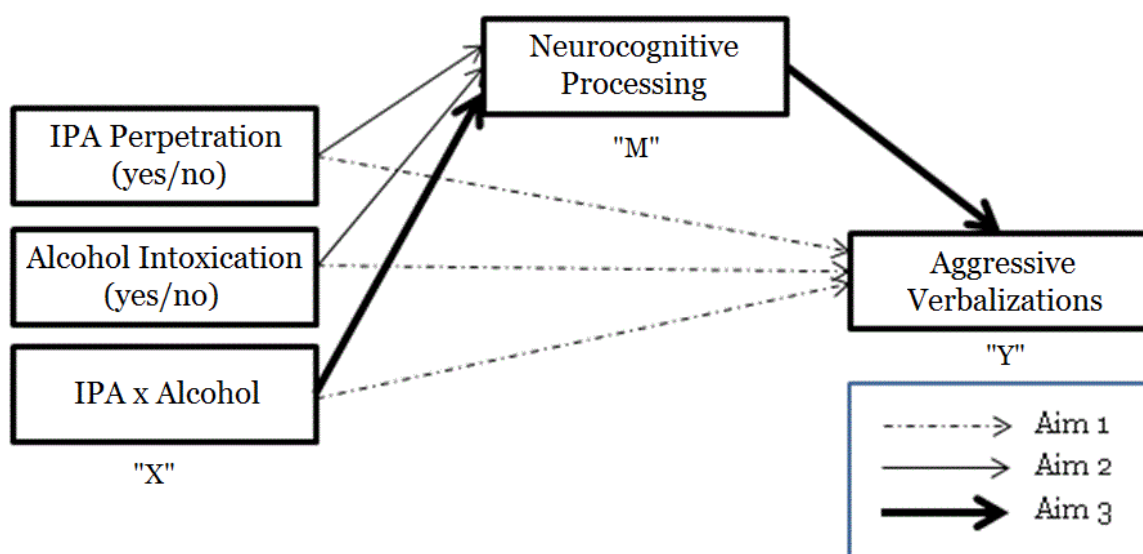 Neurocognitive
Processing
"M"
IPA Perpetration
(yes/no)
Alcohol Intoxication
(yes/no)
IPA x Alcohol
"X"
Aggressive
Verbalizations
"Y"
Aim 1
Aim 2
Aim 3